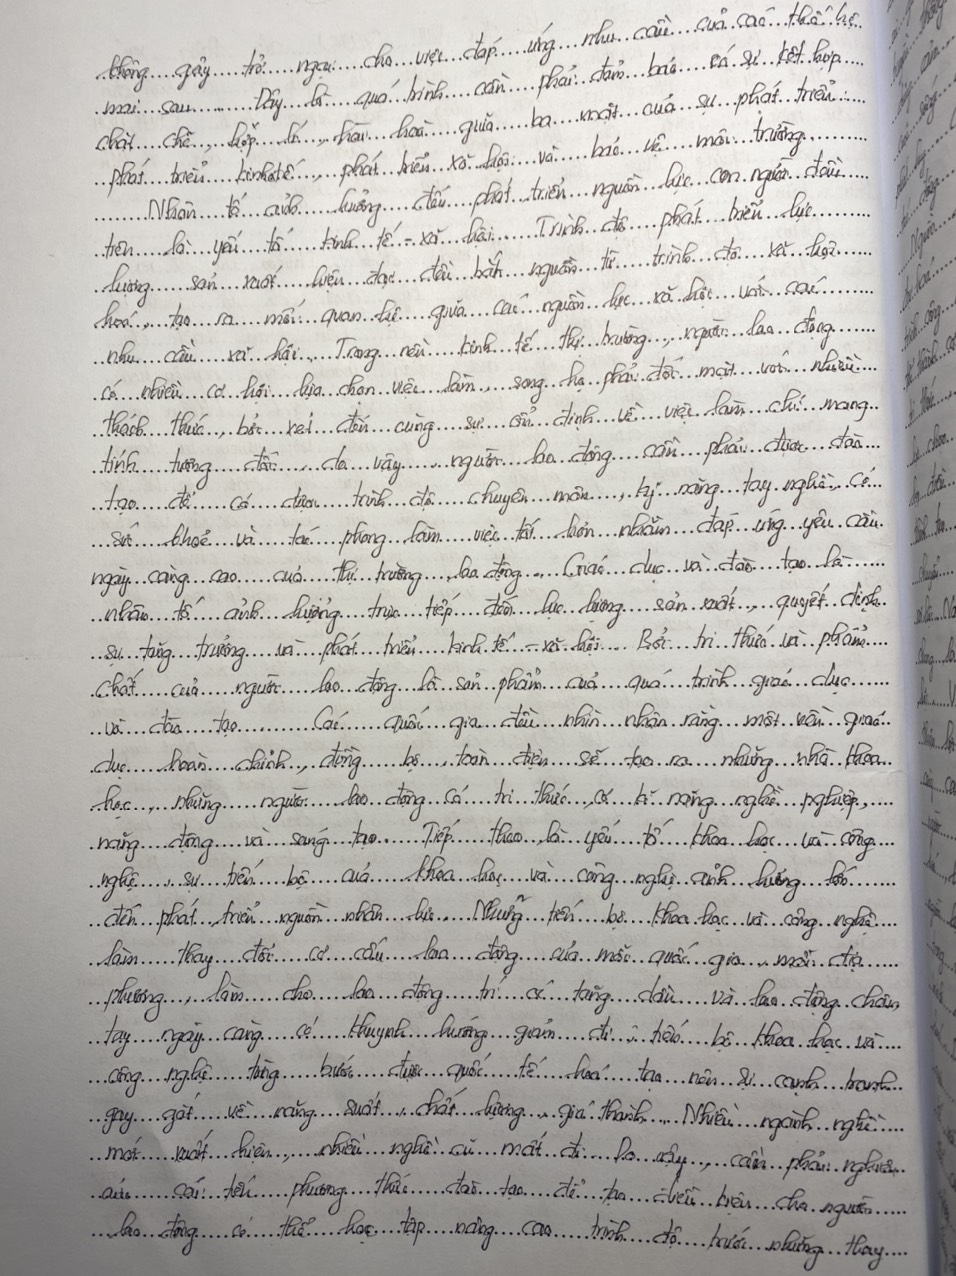 không gây trở ngại cho việc đáp ứng nhu cầu của các thế hệ
mai sau. Đây là quá trình cần phải đảm bảo có sự kết hợp
chặt chẽ, hợp lí, hài hoà giữa ba mặt của sự phát triển:
phát triển kinh tế, phát triển xã hội và bảo vệ môi trường.
Nhân tố ảnh hưởng đến phát triển nguồn lực con người đầu
tiên là yếu tố kinh tế - xã hội. Trình độ phát triển lực
lượng sản xuất hiện đại đều bắt nguồn từ trình độ xã hội
hoá, tạo ra mối quan hệ giữa các nguồn lực xã hội với các
nhu cầu xã hội. Trong nền kinh tế thị trường, người lao động
có nhiều cơ hội lựa chọn việc làm, song họ phải đối mặt với nhiều
thách thức, bởi xét đến cùng sự ổn định về việc làm chỉ mang
tính tương đối, do vậy, người lao động cần phải được đào
tạo để có được trình độ chuyên môn, kỹ năng tay nghề, có
sức khoẻ và tác phong làm việc tốt hơn nhằm đáp ứng yêu cầu
ngày càng cao của thị trường lao động. Giáo dục và đào tạo là
nhân tố ảnh hưởng trực tiếp đến lực lượng sản xuất, quyết định
sự tăng trưởng và phát triển kinh tế - xã hội. Bởi tri thức và phẩm
chất của người lao động là sản phẩm của quá trình giáo dục
và đào tạo. Các quốc gia đều nhìn nhận rằng một nền giáo
dục hoàn chỉnh, đồng bộ, toàn diện sẽ tạo ra những nhà khoa
học, những người lao động có tri thức, có kĩ năng nghề nghiệp,
năng động và sáng tạo. Tiếp theo là yếu tố khoa học và công
nghệ, sự tiến bộ của khoa học và công nghệ ảnh hưởng lớn
đến phát triển nguồn nhân lực. Những tiến bộ khoa học và công nghệ
làm thay đổi cơ cấu lao động của mỗi quốc gia, mỗi địa
phương, làm cho lao động trí óc tăng dần và lao động chân
tay ngày càng có khuynh hướng giảm đi; tiến bộ khoa học và
công nghệ từng bước được quốc tế hoá tạo nên sự cạnh tranh
gay gắt về năng suất, chất lượng, giá thành. Nhiều ngành nghề
mới xuất hiện, nhiều nghề cũ mất đi. Do vậy, cần phải nghiên
cứu cải tiến phương thức đào tạo để tạo điều kiện cho người
lao động có thể học tập nâng cao trình độ trước những thay